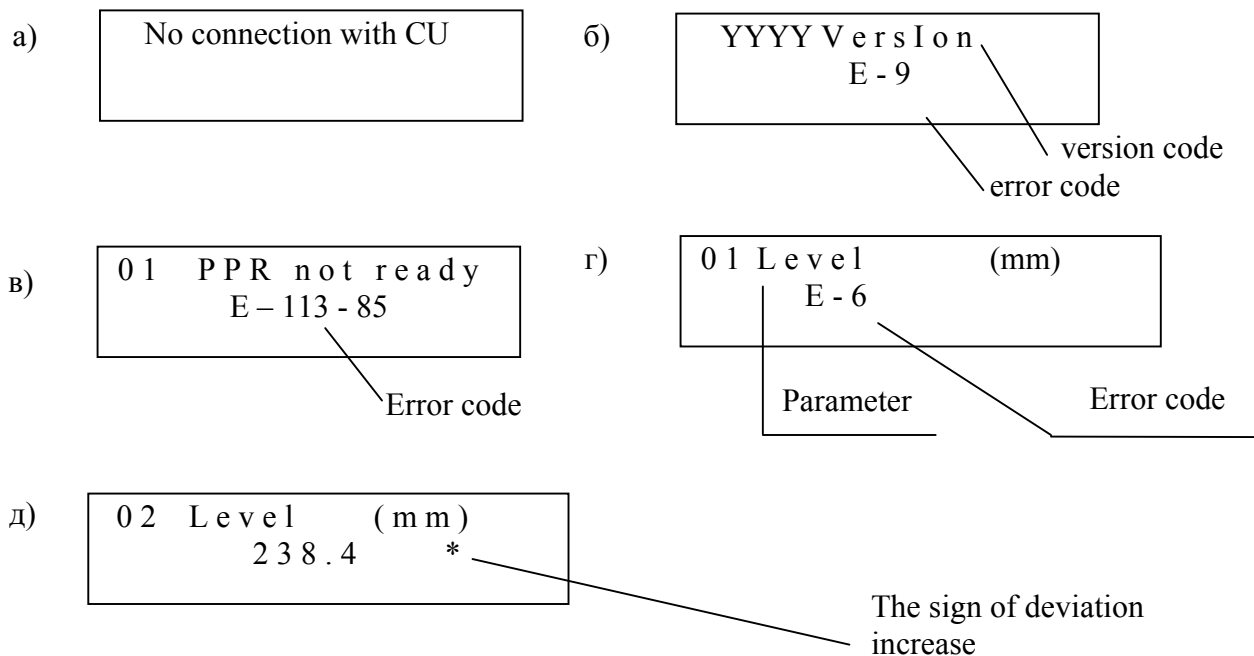 а)
No connection with CU
б)
YYYY VersIon
E - 9
version code
error code
в)
01 PPR not ready
E – 113 - 85
Error code
г)
01 Level (mm)
E - 6
Parameter
Error code
д)
02 Level (mm)
238.4 *
The sign of deviation
increase